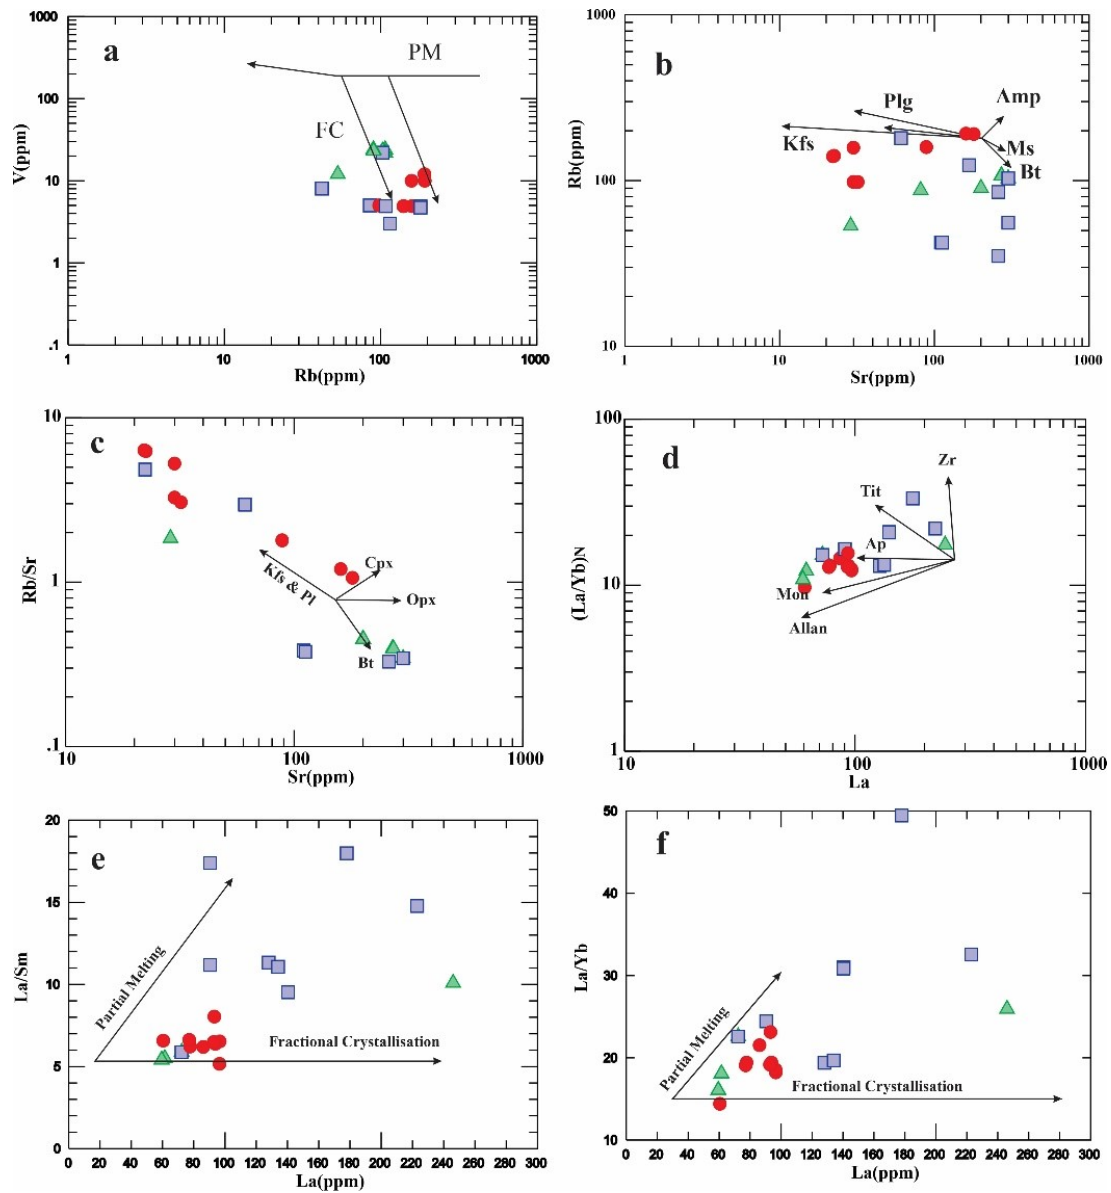 a
PM
FC
V(ppm)
1000
100
10
1
.1
1
10
100
1000
Rb(ppm)
b
Plg
Amp
Kfs
Ms
Bt
Rb(ppm)
1000
100
10
1
10
100
1000
Sr(ppm)
c
Kfs & Pl
Cpx
Opx
Bt
Rb/Sr
10
1
.1
10
100
1000
Sr(ppm)
d
Zr
Tit
Ap
Mon
Allan
(La/Yb)N
100
10
1
10
100
1000
La
e
Partial Melting
Fractional Crystallisation
La/Sm
20
15
10
5
0
0 20 40 60 80 100 120 140 160 180 200 220 240 260 280 300
La(ppm)
f
Partial Melting
Fractional Crystallisation
La/Yb
50
40
30
20
10
0 20 40 60 80 100 120 140 160 180 200 220 240 260 280 300
La(ppm)